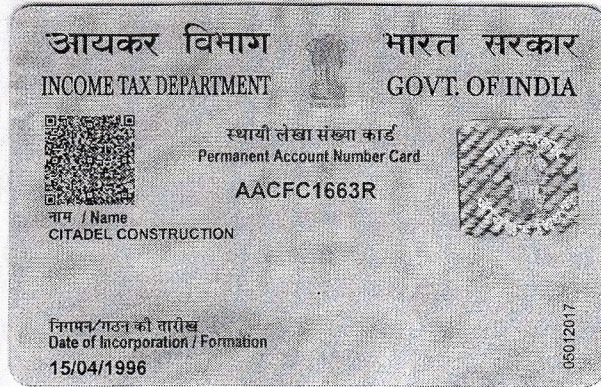 आयकर विभाग
भारत सरकार
INCOME TAX DEPARTMENT
GOVT. OF INDIA
स्थायी लेखा संख्या कार्ड
Permanent Account Number Card
AACFC1663R
नाम / Name
CITADEL CONSTRUCTION
निगमन/गठन की तारीख
Date of Incorporation / Formation
15/04/1996
05012017